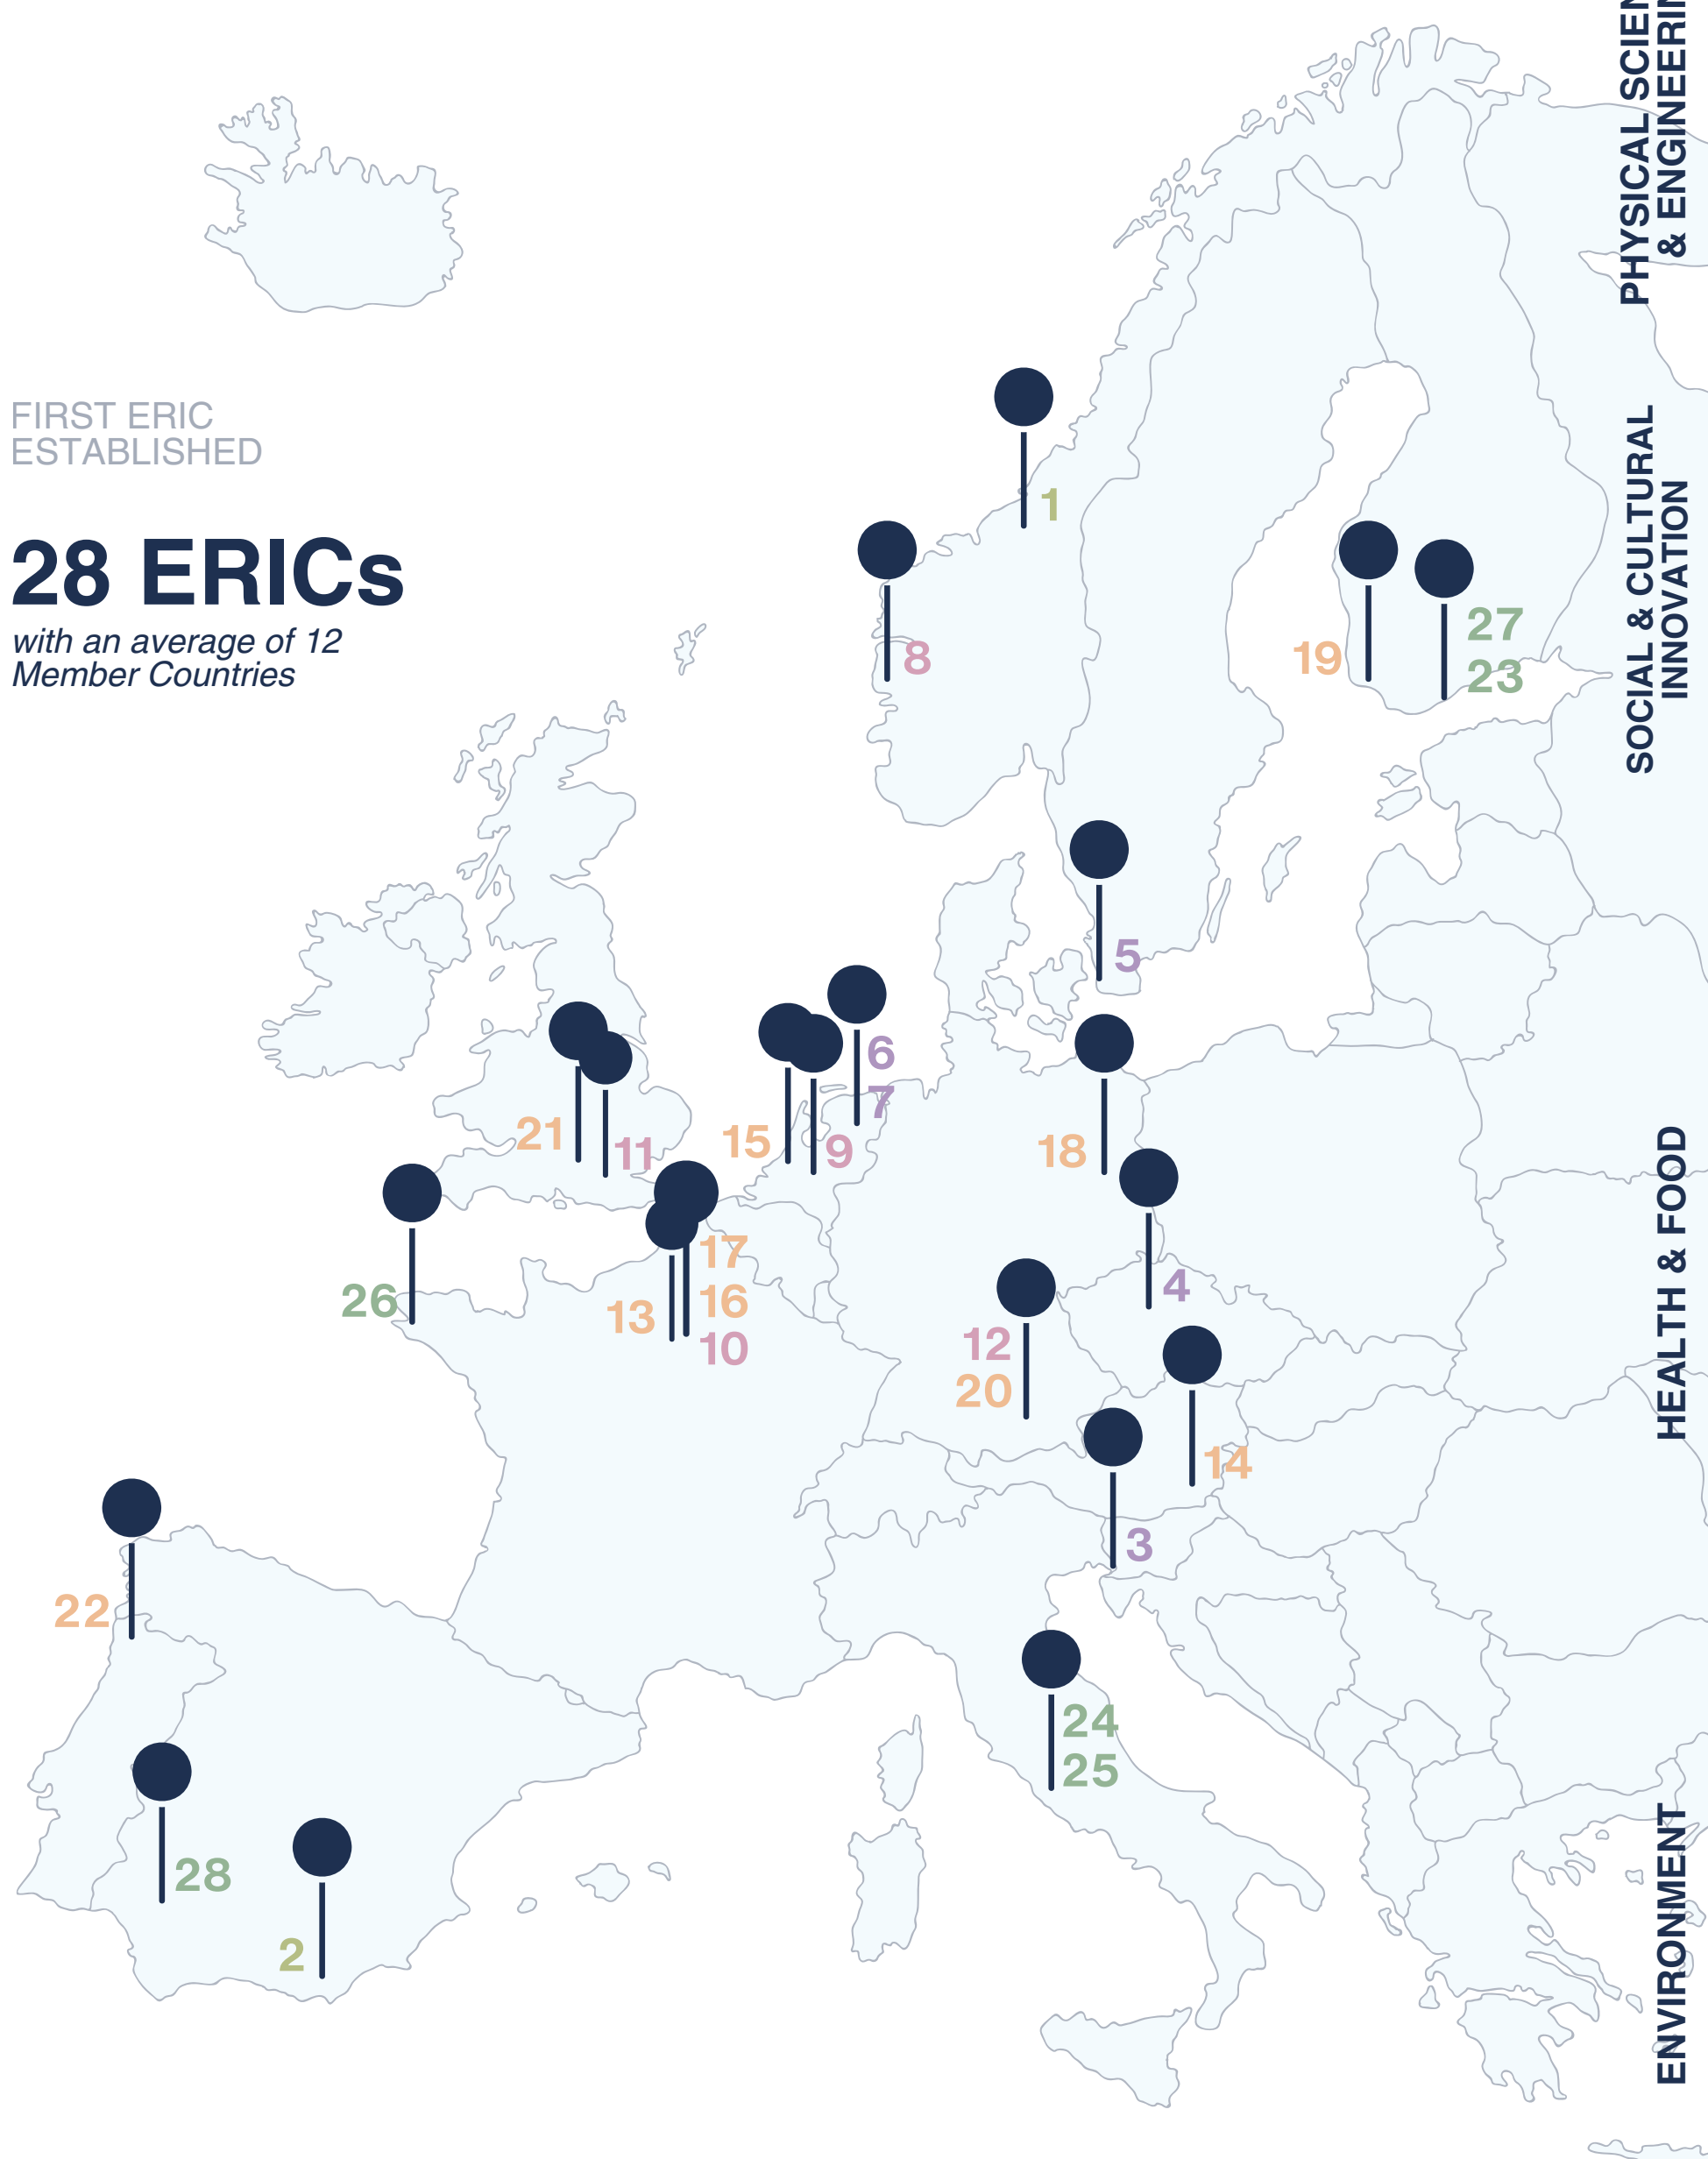 FIRST ERIC
ESTABLISHED
28 ERICs
with an average of 12
Member Countries
1
8
19
27
23
5
6
7
21
11
15
9
18
26
17
16
10
13
4
12
20
14
3
22
24
25
28
2
PHYSICAL
& ENGINEERIN
SOCIAL & CULTURAL
INNOVATION
HEALTH & FOOD
ENVIRONMENT